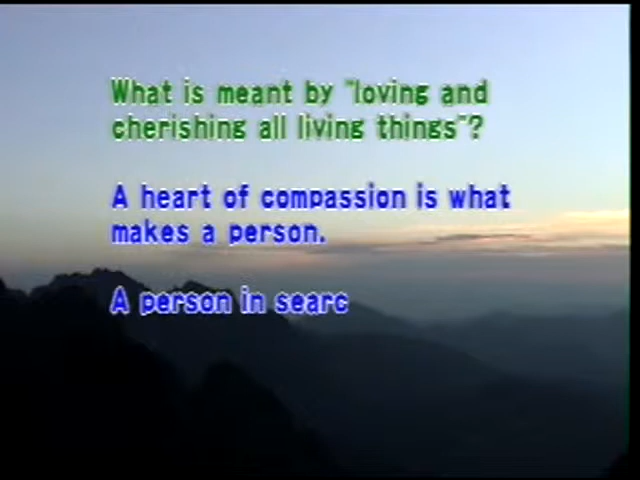 What is meant by "loving and
cherishing all living things"?
A heart of compassion is what
makes a person.
A person in searc